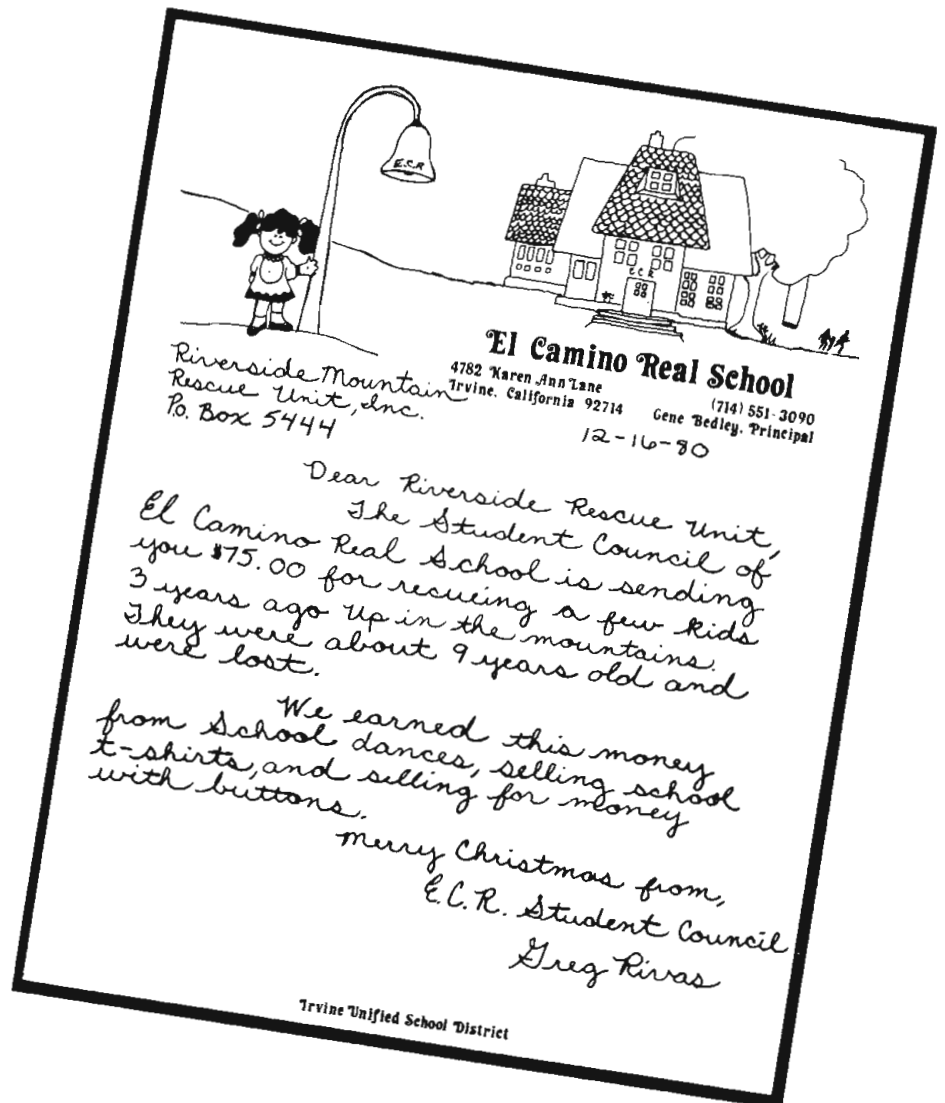 E.C.R
E.C.R
El Camino Real School
4782 Karen Ann Lane
Irvine, California 92714
(714) 551-3090
Gene Bedley, Principal
Riverside Mountain
Rescue Unit, Inc.
P.o. Box 5444
12-16-80
Dear Riverside Rescue Unit,
The Student Council of
El Camino Real School is sending
you $75.00 for recueing a few kids
3 years ago up in the mountains.
They were about 9 years old and
were lost.
We earned this money
from School dances, selling school
t-shirts, and selling for money
with buttons.
Merry Christmas from,
E.C.R. Student Council
Greg Rivas
Irvine Unified School District